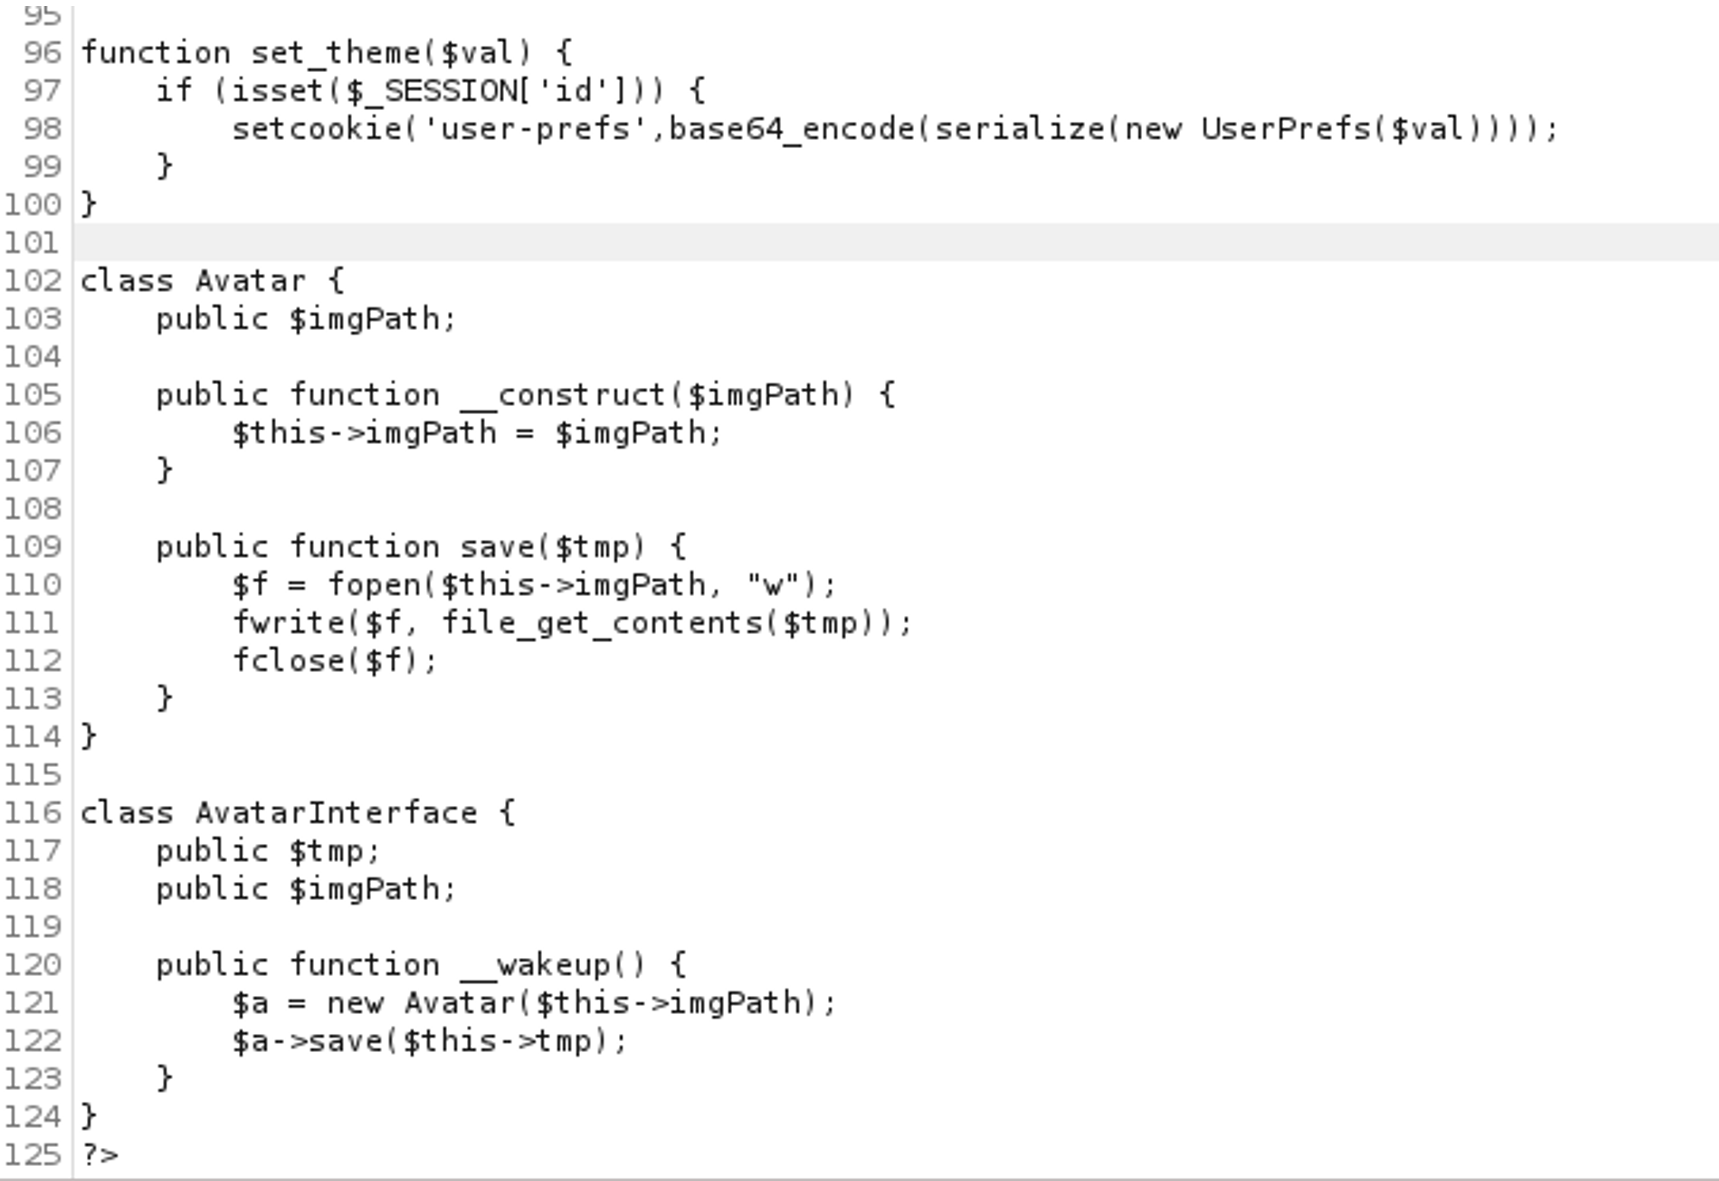 95
96 function set_theme($val) {
97     if (isset($_SESSION['id'])) {
98         setcookie('user-prefs',base64_encode(serialize(new UserPrefs($val))));
99     }
100 }
101
102 class Avatar {
103     public $imgPath;
104
105     public function __construct($imgPath) {
106         $this->imgPath = $imgPath;
107     }
108
109     public function save($tmp) {
110         $f = fopen($this->imgPath, "w");
111         fwrite($f, file_get_contents($tmp));
112         fclose($f);
113     }
114 }
115
116 class AvatarInterface {
117     public $tmp;
118     public $imgPath;
119
120     public function __wakeup() {
121         $a = new Avatar($this->imgPath);
122         $a->save($this->tmp);
123     }
124 }
125 ?>